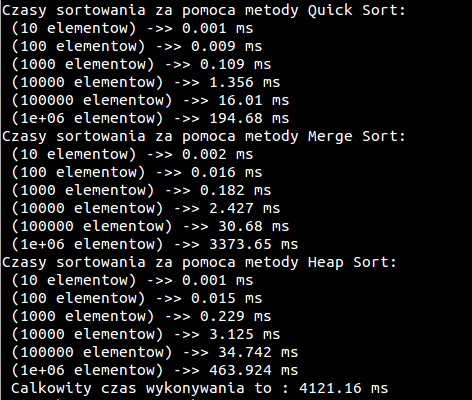 Czasy sortowania za pomoca metody Quick Sort:
(10 elementow) ->> 0.001 ms
(100 elementow) ->> 0.009 ms
(1000 elementow) ->> 0.109 ms
(10000 elementow) ->> 1.356 ms
(100000 elementow) ->> 16.01 ms
(1e+06 elementow) ->> 194.68 ms
Czasy sortowania za pomoca metody Merge Sort:
(10 elementow) ->> 0.002 ms
(100 elementow) ->> 0.016 ms
(1000 elementow) ->> 0.182 ms
(10000 elementow) ->> 2.427 ms
(100000 elementow) ->> 30.68 ms
(1e+06 elementow) ->> 3373.65 ms
Czasy sortowania za pomoca metody Heap Sort:
(10 elementow) ->> 0.001 ms
(100 elementow) ->> 0.015 ms
(1000 elementow) ->> 0.229 ms
(10000 elementow) ->> 3.125 ms
(100000 elementow) ->> 34.742 ms
(1e+06 elementow) ->> 463.924 ms
Calkowity czas wykonywania to : 4121.16 ms